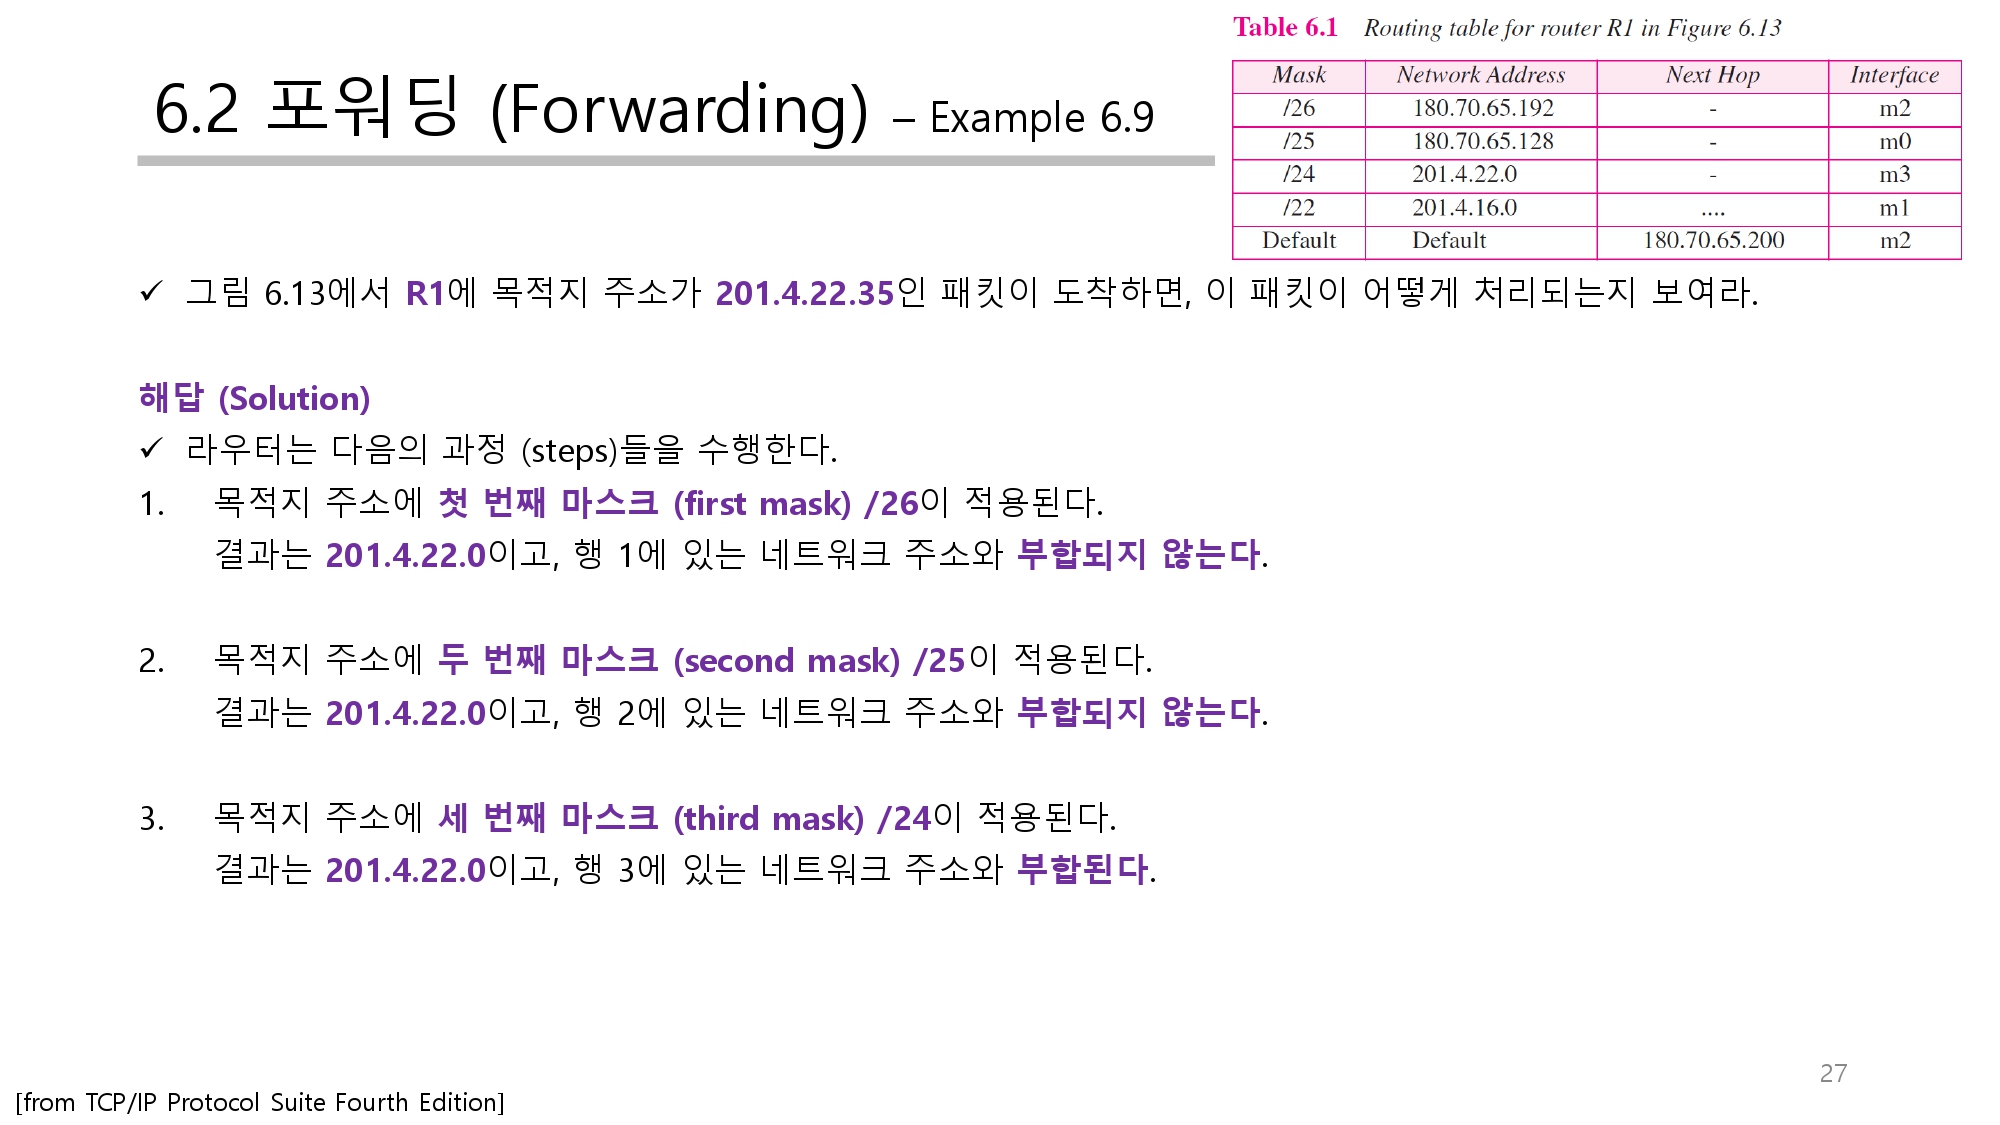 Table 6.1 Routing table for router R1 in Figure 6.13
6.2 포워딩 (Forwarding) – Example 6.9
Mask Network Address Next Hop Interface
/26 180.70.65.192 - m2
/25 180.70.65.128 - m0
/24 201.4.22.0 - m3
/22 201.4.16.0 .... m1
Default Default 180.70.65.200 m2
✓ 그림 6.13에서 R1에 목적지 주소가 201.4.22.35인 패킷이 도착하면, 이 패킷이 어떻게 처리되는지 보여라.
해답 (Solution)
✓ 라우터는 다음의 과정 (steps)들을 수행한다.
1. 목적지 주소에 첫 번째 마스크 (first mask) /26이 적용된다.
결과는 201.4.22.0이고, 행 1에 있는 네트워크 주소와 부합되지 않는다.
2. 목적지 주소에 두 번째 마스크 (second mask) /25이 적용된다.
결과는 201.4.22.0이고, 행 2에 있는 네트워크 주소와 부합되지 않는다.
3. 목적지 주소에 세 번째 마스크 (third mask) /24이 적용된다.
결과는 201.4.22.0이고, 행 3에 있는 네트워크 주소와 부합된다.
27
[from TCP/IP Protocol Suite Fourth Edition]